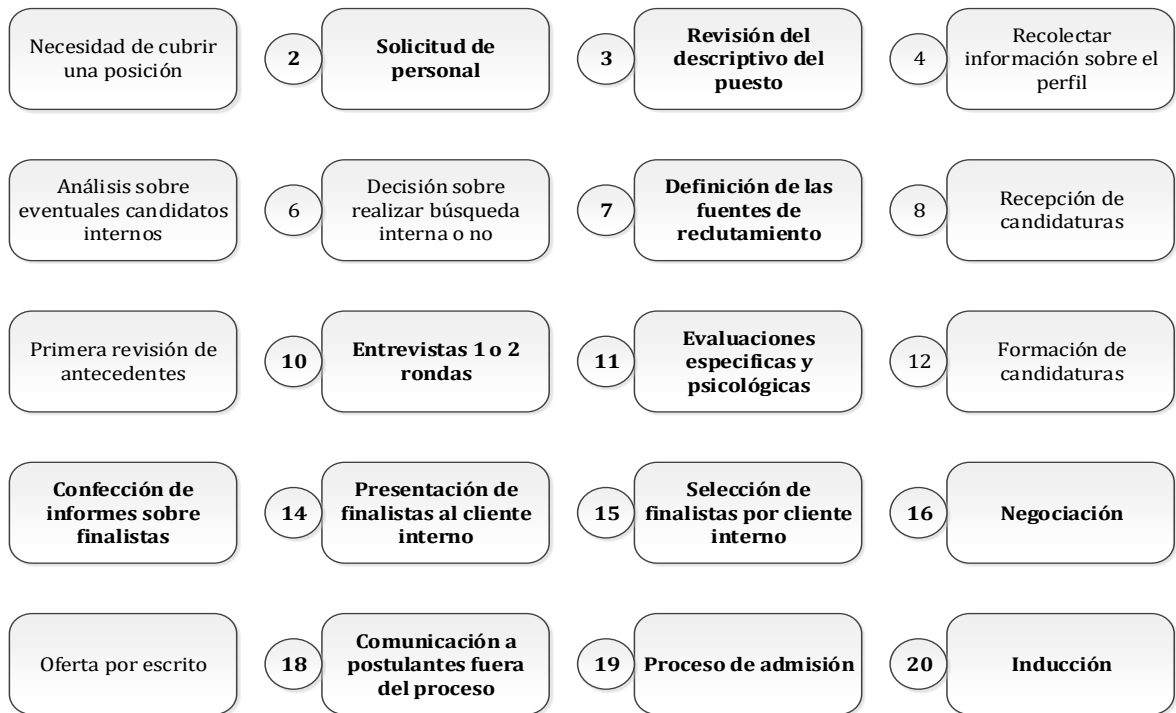 Necesidad de cubrir
una posición
2
Solicitud de
personal
3
Revisión del
descriptivo del
puesto
4
Recolectar
información sobre el
perfil
Análisis sobre
eventuales candidatos
internos
6
Decisión sobre
realizar búsqueda
interna o no
7
Definición de las
fuentes de
reclutamiento
8
Recepción de
candidaturas
Primera revisión de
antecedentes
10
Entrevistas 1 o 2
rondas
11
Evaluaciones
especificas y
psicológicas
12
Formación de
candidaturas
Confección de
informes sobre
finalistas
14
Presentación de
finalistas al cliente
interno
15
Selección de
finalistas por cliente
interno
16
Negociación
Oferta por escrito
18
Comunicación a
postulantes fuera
del proceso
19
Proceso de admisión
20
Inducción